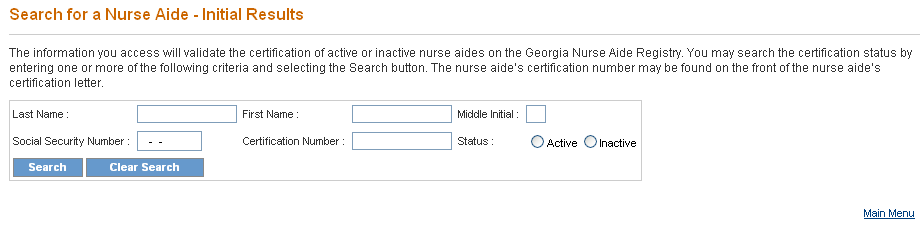 Search for a Nurse Aide - Initial Results
The information you access will validate the certification of active or inactive nurse aides on the Georgia Nurse Aide Registry. You may search the certification status by
entering one or more of the following criteria and selecting the Search button. The nurse aide's certification number may be found on the front of the nurse aide's
certification letter.
Last Name : First Name : Middle Initial :
Social Security Number : - - Certification Number : Status : Active Inactive
Search Clear Search
Main Menu